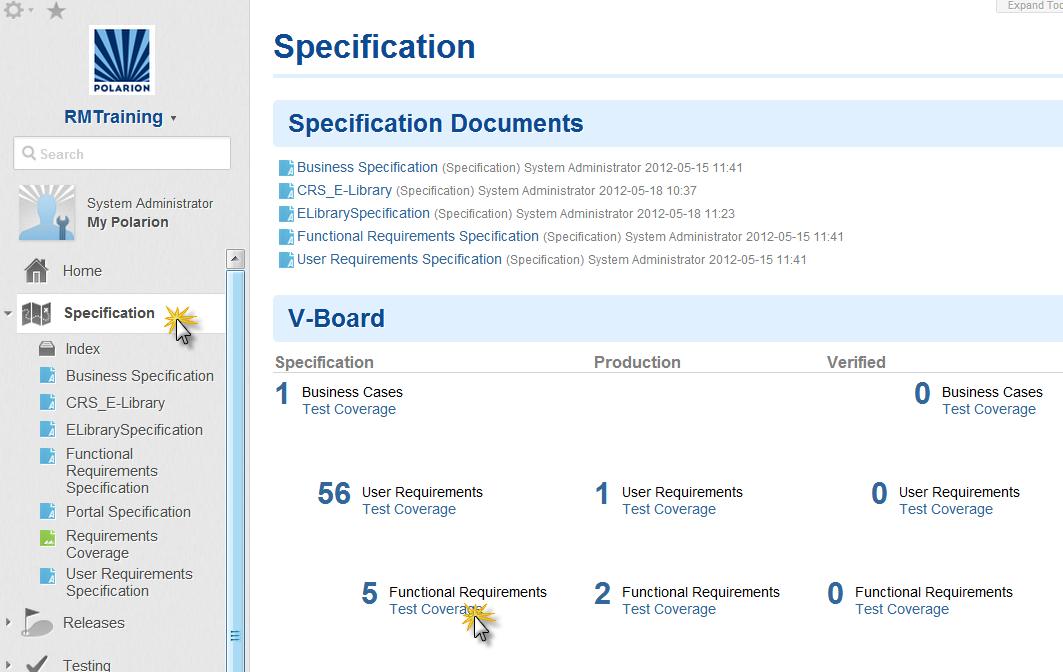 Expand Too
POLARION
RMTraining
Search
System Administrator
My Polarion
Home
Specification
Index
Business Specification
CRS_E-Library
ELibrarySpecification
Functional
Requirements
Specification
Portal Specification
Requirements
Coverage
User Requirements
Specification
Releases
Testing
Specification
Specification Documents
Business Specification (Specification) System Administrator 2012-05-15 11:41
CRS_E-Library (Specification) System Administrator 2012-05-18 10:37
ELibrarySpecification (Specification) System Administrator 2012-05-18 11:23
Functional Requirements Specification (Specification) System Administrator 2012-05-15 11:41
User Requirements Specification (Specification) System Administrator 2012-05-15 11:41
V-Board
Specification Production Verified
1 Business Cases 0 Business Cases
Test Coverage Test Coverage
56 User Requirements 1 User Requirements 0 User Requirements
Test Coverage Test Coverage Test Coverage
5 Functional Requirements 2 Functional Requirements 0 Functional Requirements
Test Coverage Test Coverage Test Coverage